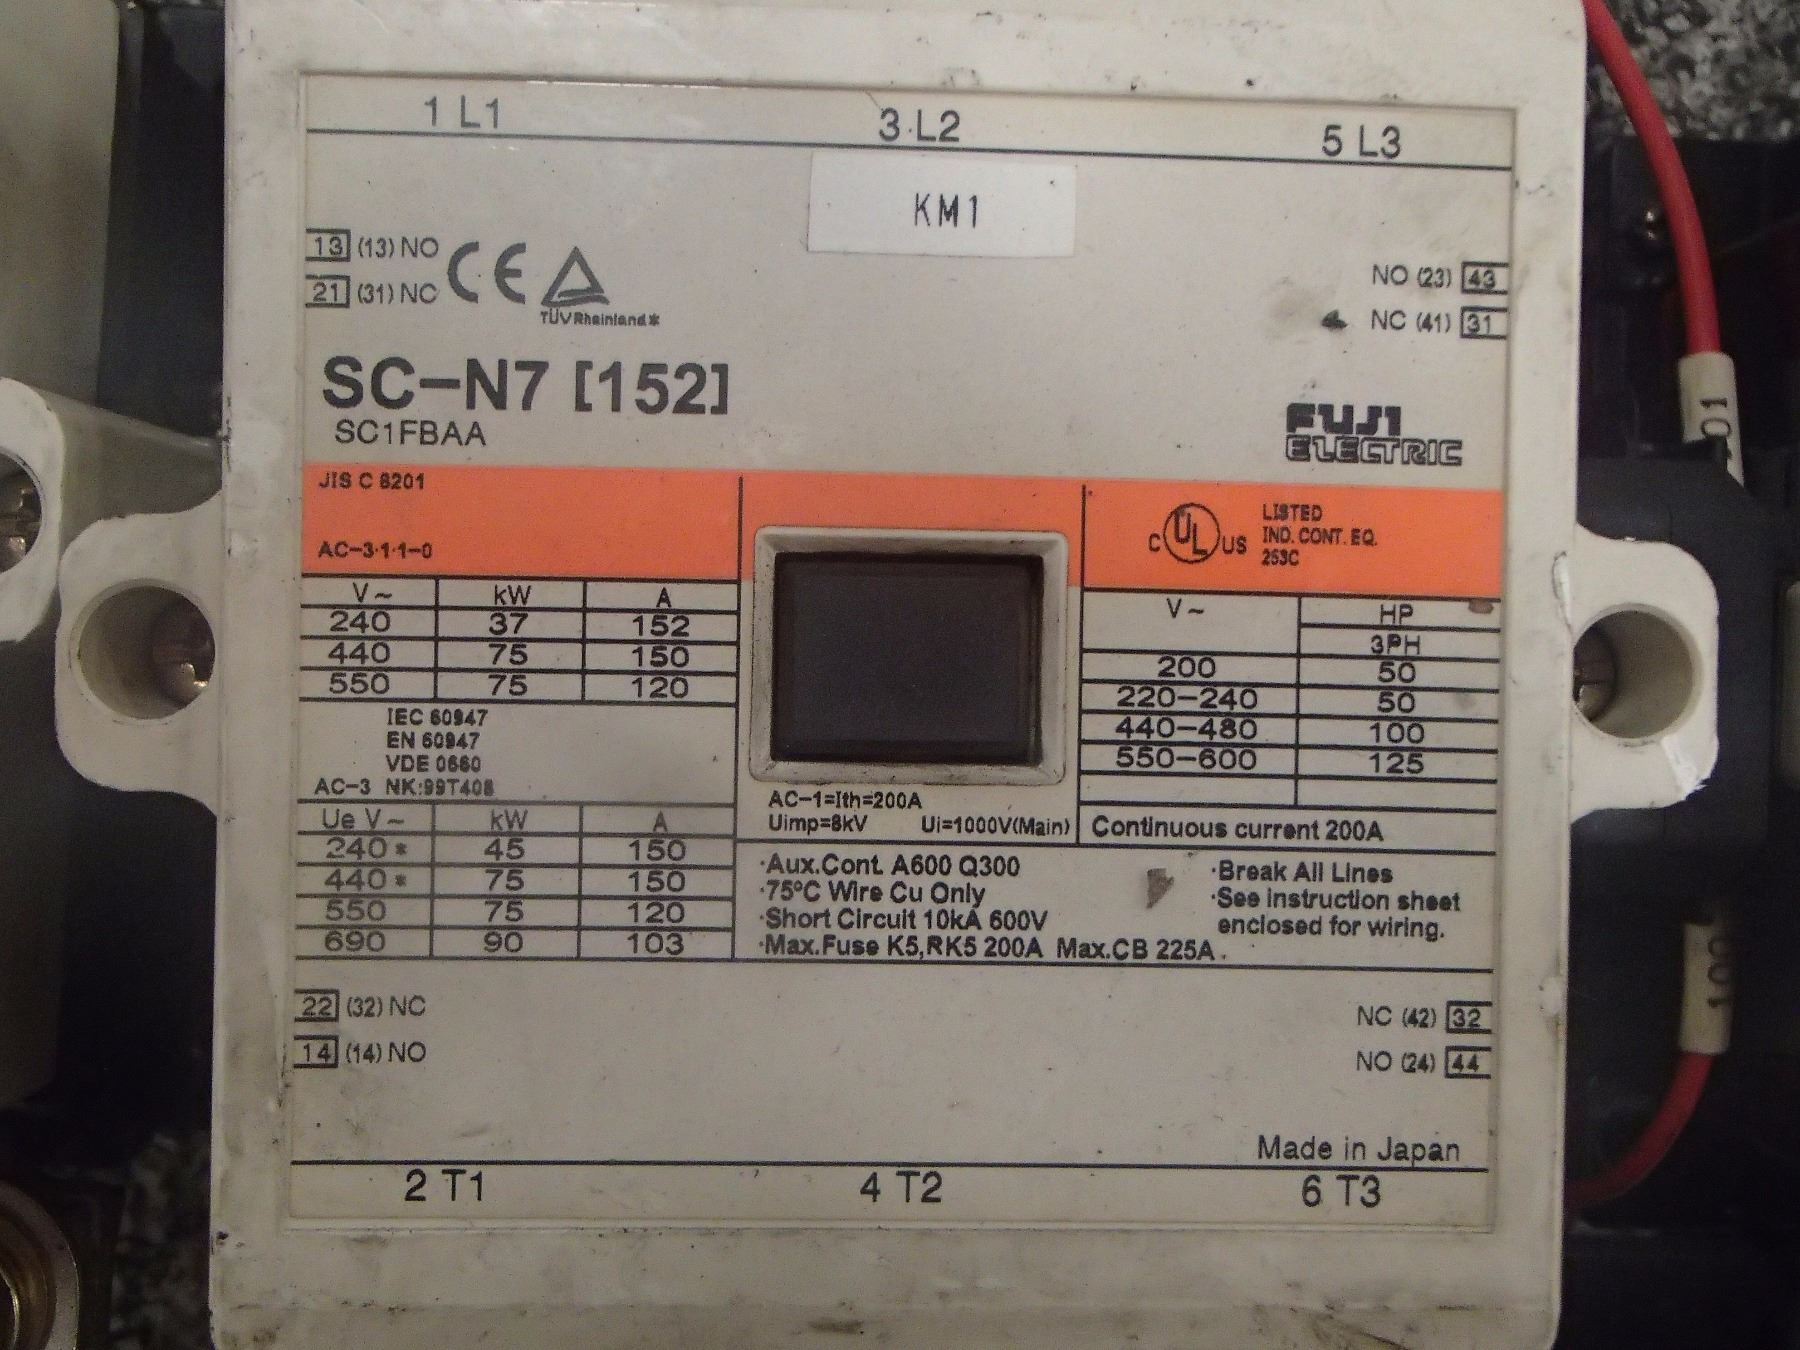 1 L1 3 L2 5 L3
KM1
13 (13) NO
21 (31) NC
CE
TÜVRheinland*
NO (23) 43
NC (41) 31
SC-N7 [152]
SC1FBAA
FUJI
ELECTRIC
JIS C 8201
AC-3·1·1-0
V~ kW A
240 37 152
440 75 150
550 75 120
IEC 60947
EN 60947
VDE 0660
AC-3 NK:99T408
Ue V~ kW A
240* 45 150
440* 75 150
550 75 120
690 90 103
AC-1=Ith=200A
Uimp=8kV Ui=1000V(Main)
C UL US
LISTED
IND. CONT. EQ.
253C
V~ HP
3PH
200 50
220-240 50
440-480 100
550-600 125
Continuous current 200A
·Aux.Cont. A600 Q300
·75°C Wire Cu Only
·Short Circuit 10kA 600V
·Max.Fuse K5,RK5 200A Max.CB 225A.
·Break All Lines
·See instruction sheet
enclosed for wiring.
22 (32) NC
14 (14) NO
NC (42) 32
NO (24) 44
Made in Japan
2 T1 4 T2 6 T3